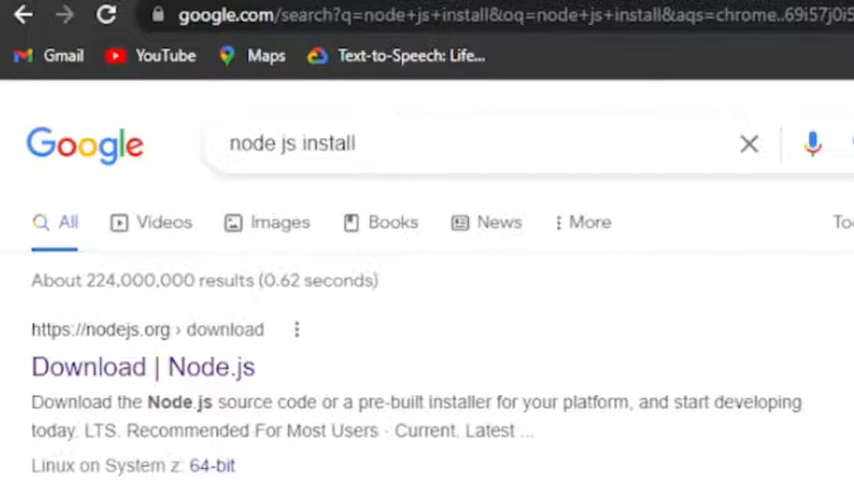 google.com/search?q=node+js+install&oq=node+js+install&aqs=chrome..69i57j0i5
Gmail YouTube Maps Text-to-Speech: Life...
Google node js install
All Videos Images Books News More Too
About 224,000,000 results (0.62 seconds)
https://nodejs.org › download
Download | Node.js
Download the Node.js source code or a pre-built installer for your platform, and start developing
today. LTS. Recommended For Most Users · Current. Latest ...
Linux on System z: 64-bit